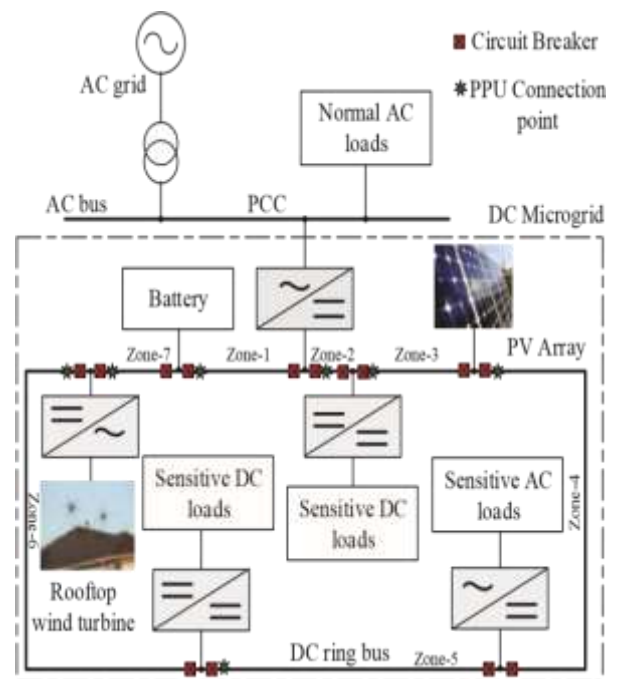 Circuit Breaker
AC grid
PPU Connection
point
Normal AC
loads
AC bus
PCC
DC Microgrid
Battery
PV Array
Zone-7
Zone-1
Zone-2
Zone-3
Sensitive DC
loads
Sensitive DC
loads
Sensitive AC
loads
Zone-4
Zone-6
Rooftop
wind turbine
DC ring bus
Zone-5